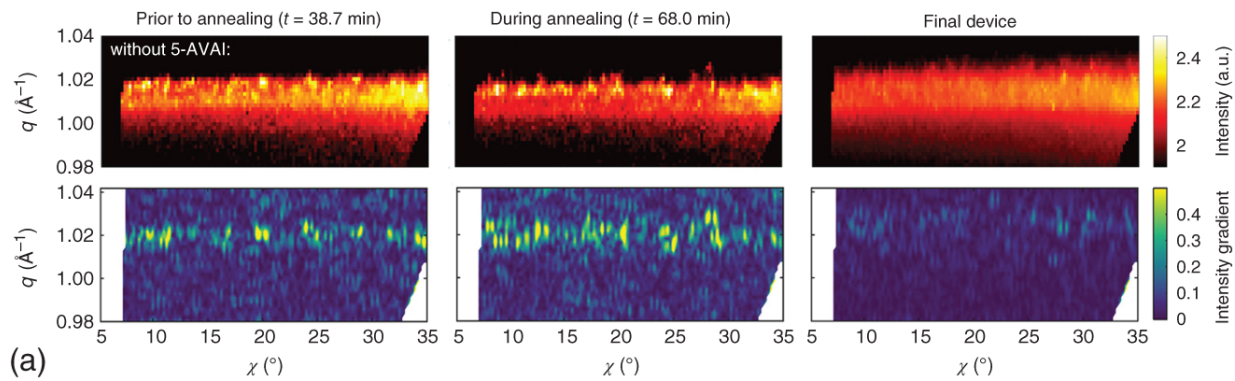 Prior to annealing (t = 38.7 min)
During annealing (t = 68.0 min)
Final device
without 5-AVAI:
q (Å⁻¹)
1.04
1.02
1.00
0.98
2.4
2.2
2
Intensity (a.u.)
q (Å⁻¹)
1.04
1.02
1.00
0.98
0.4
0.3
0.2
0.1
0
Intensity gradient
5 10 15 20 25 30 35
5 10 15 20 25 30 35
5 10 15 20 25 30 35
χ (°)
χ (°)
χ (°)
(a)